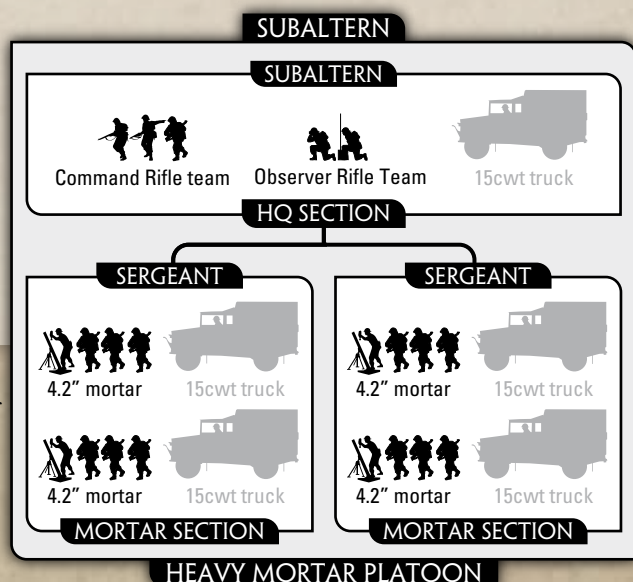 SUBALTERN
SUBALTERN
Command Rifle team Observer Rifle Team 15cwt truck
HQ SECTION
SERGEANT SERGEANT
4.2” mortar 15cwt truck 4.2” mortar 15cwt truck
4.2” mortar 15cwt truck 4.2” mortar 15cwt truck
MORTAR SECTION MORTAR SECTION
HEAVY MORTAR PLATOON